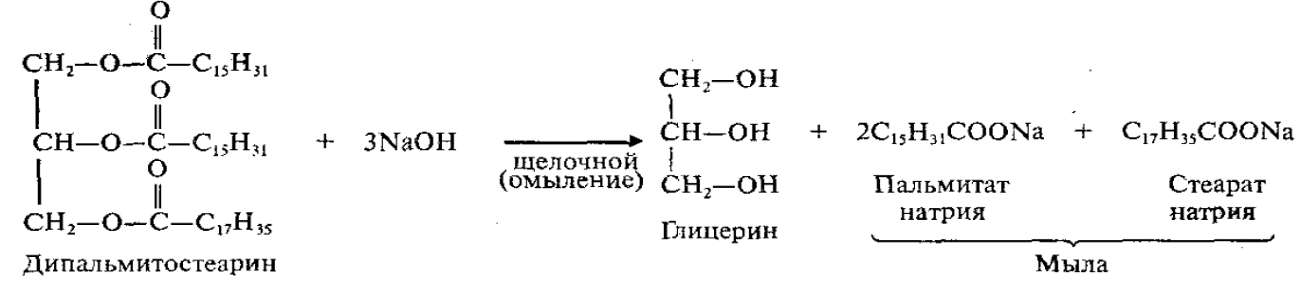 O
CH₂—O—C—C₁₅H₃₁
O
CH—O—C—C₁₅H₃₁ + 3NaOH
O
CH₂—O—C—C₁₇H₃₅
Дипальмитостеарин
щелочной
(омыление)
CH₂—OH
CH—OH + 2C₁₅H₃₁COONa + C₁₇H₃₅COONa
CH₂—OH
Глицерин
Пальмитат
натрия
Стеарат
натрия
Мыла